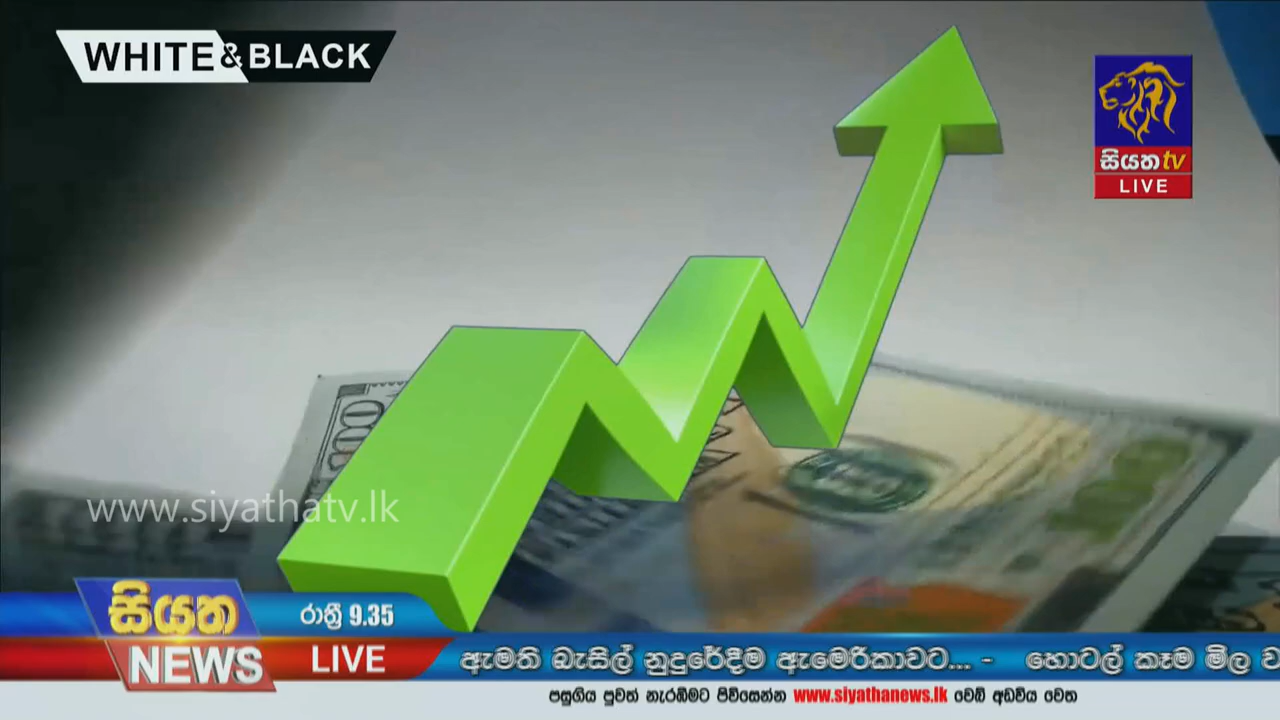 WHITE & BLACK
සියත tv
LIVE
100
www.siyathatv.lk
සියත
NEWS
රාත්‍රී 9.35
LIVE
ඇමති බැසිල් නුදුරේදීම ඇමෙරිකාවට... - හොටල් කෑම මිල ව
පසුගිය පුවත් නැරඹීමට පිවිසෙන්න www.siyathanews.lk වෙබ් අඩවිය වෙත